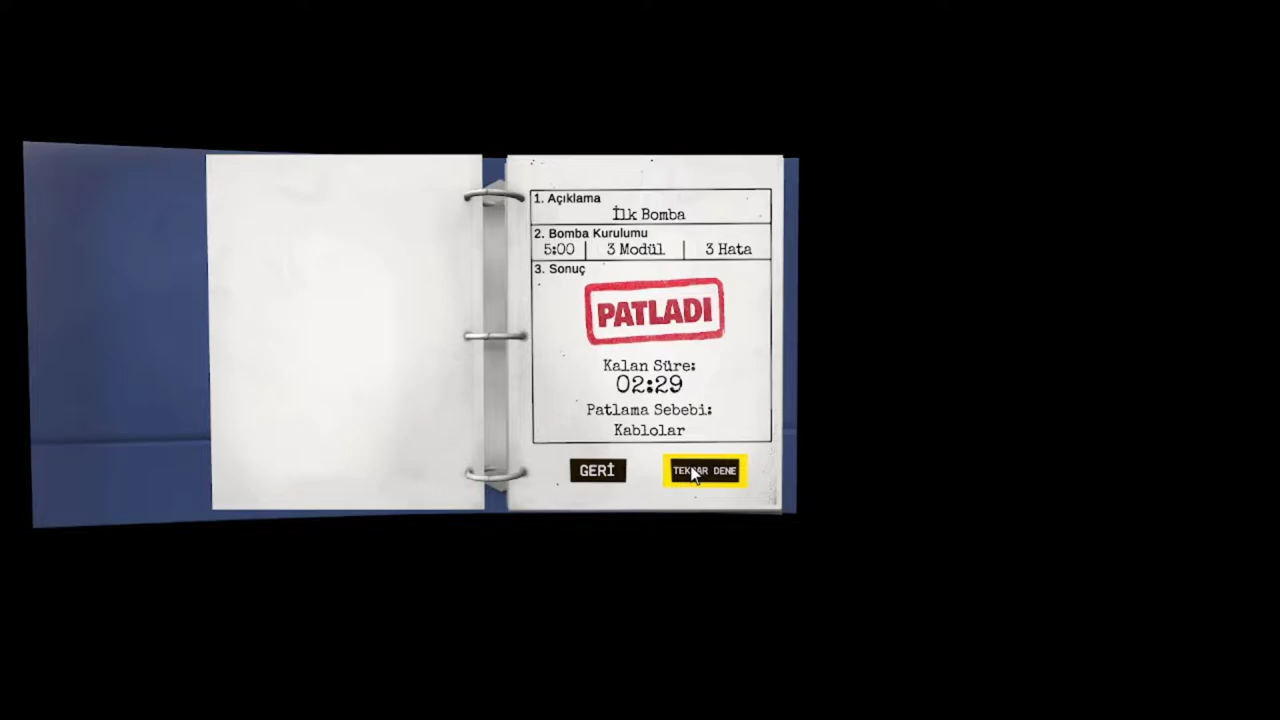 1. Açıklama
İlk Bomba
2. Bomba Kurulumu
5:00 | 3 Modül | 3 Hata
3. Sonuç
PATLADI
Kalan Süre:
02:29
Patlama Sebebi:
Kablolar
GERİ TEKRAR DENE